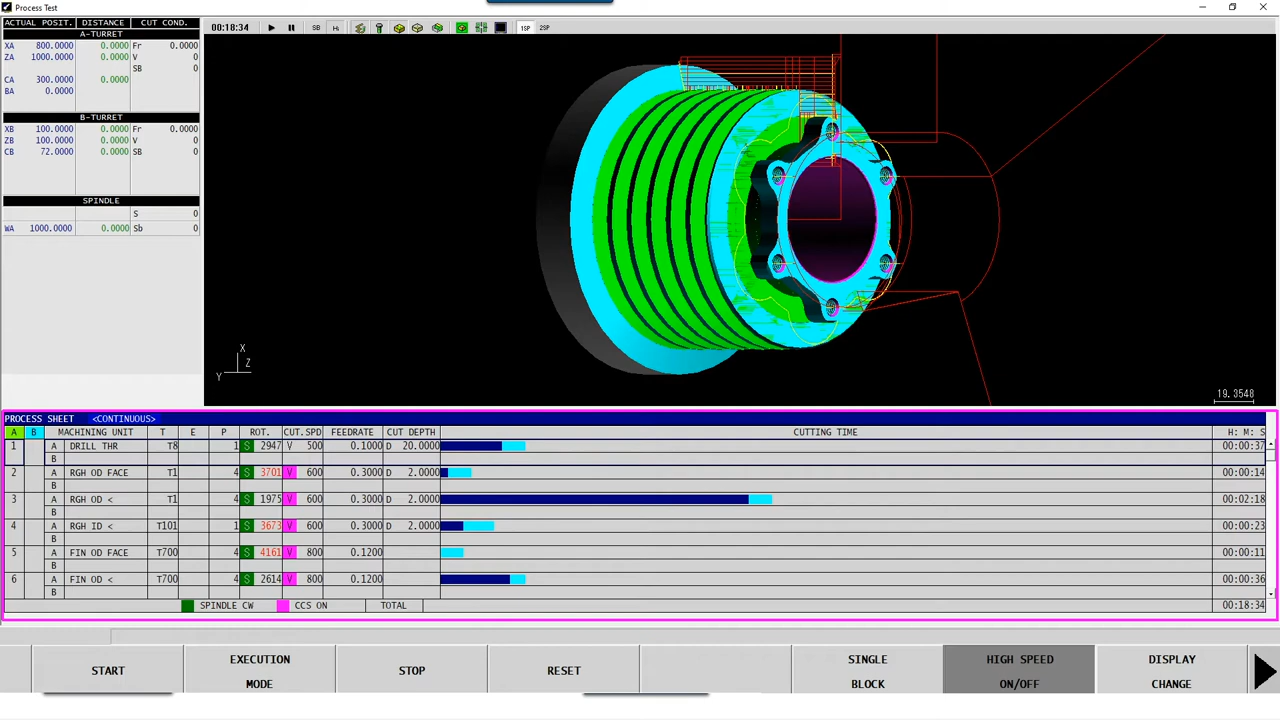 Process Test
ACTUAL POSIT. DISTANCE CUT COND.
A-TURRET
XA 800.0000 0.0000 Fr 0.0000
ZA 1000.0000 0.0000 V 0
SB 0
CA 300.0000 0.0000
BA 0.0000
B-TURRET
XB 100.0000 0.0000 Fr 0.0000
ZB 100.0000 0.0000 V 0
CB 72.0000 0.0000 SB 0
SPINDLE
S 0
WA 1000.0000 0.0000 Sb 0
00:18:34 SB Hs 1SP 2SP
X
Z
Y
19.3548
PROCESS SHEET <CONTINUOUS>
A B MACHINING UNIT T E P ROT. CUT.SPD FEEDRATE CUT DEPTH CUTTING TIME H: M: S
1 A DRILL THR T8 1 S 2947 V 500 0.1000 D 20.0000 00:00:37
B
2 A RGH OD FACE T1 4 S 3701 V 600 0.3000 D 2.0000 00:00:14
B
3 A RGH OD < T1 4 S 1975 V 600 0.3000 D 2.0000 00:02:18
B
4 A RGH ID < T101 1 S 3673 V 600 0.3000 D 2.0000 00:00:23
B
5 A FIN OD FACE T700 4 S 4161 V 800 0.1200 00:00:11
B
6 A FIN OD < T700 4 S 2614 V 800 0.1200 00:00:36
B
SPINDLE CW CCS ON TOTAL 00:18:34
START EXECUTION MODE STOP RESET SINGLE BLOCK HIGH SPEED ON/OFF DISPLAY CHANGE